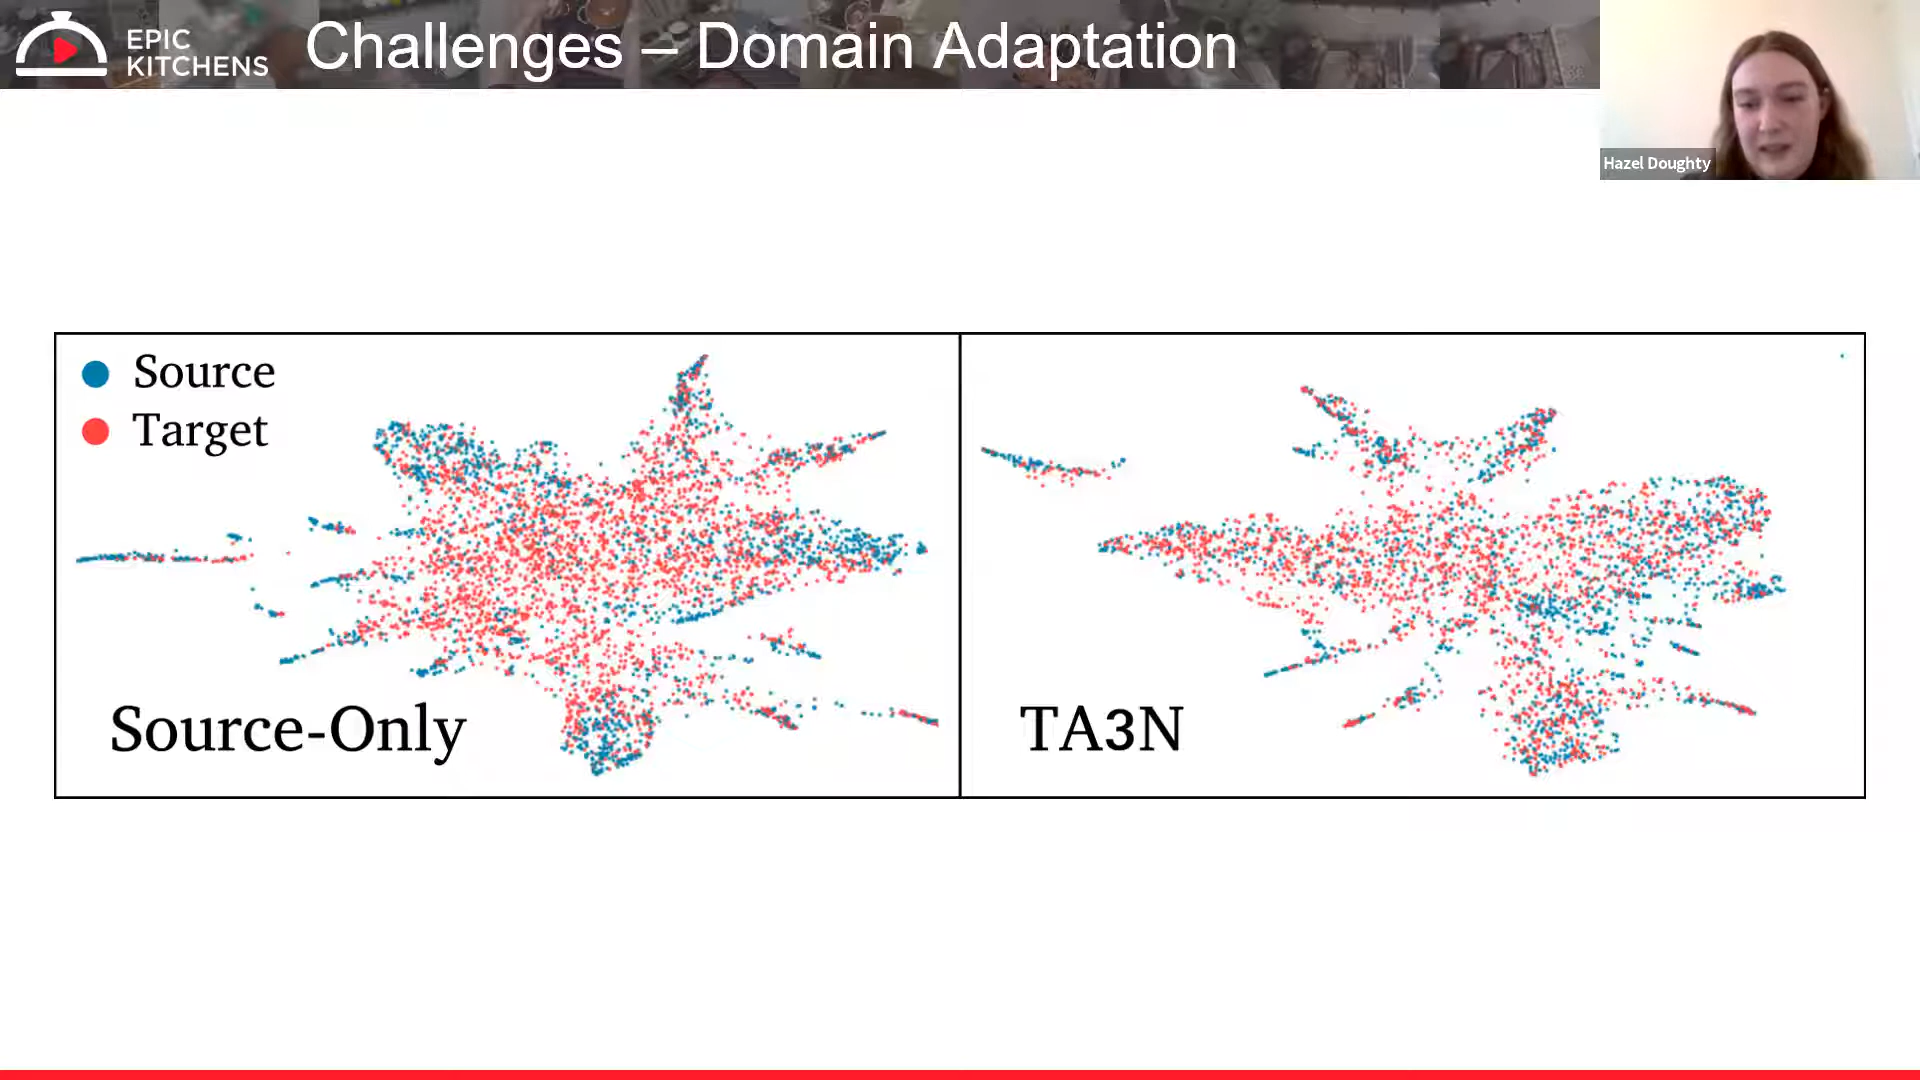 EPIC
KITCHENS
Challenges – Domain Adaptation
Hazel Doughty
Source
Target
Source-Only
TA3N